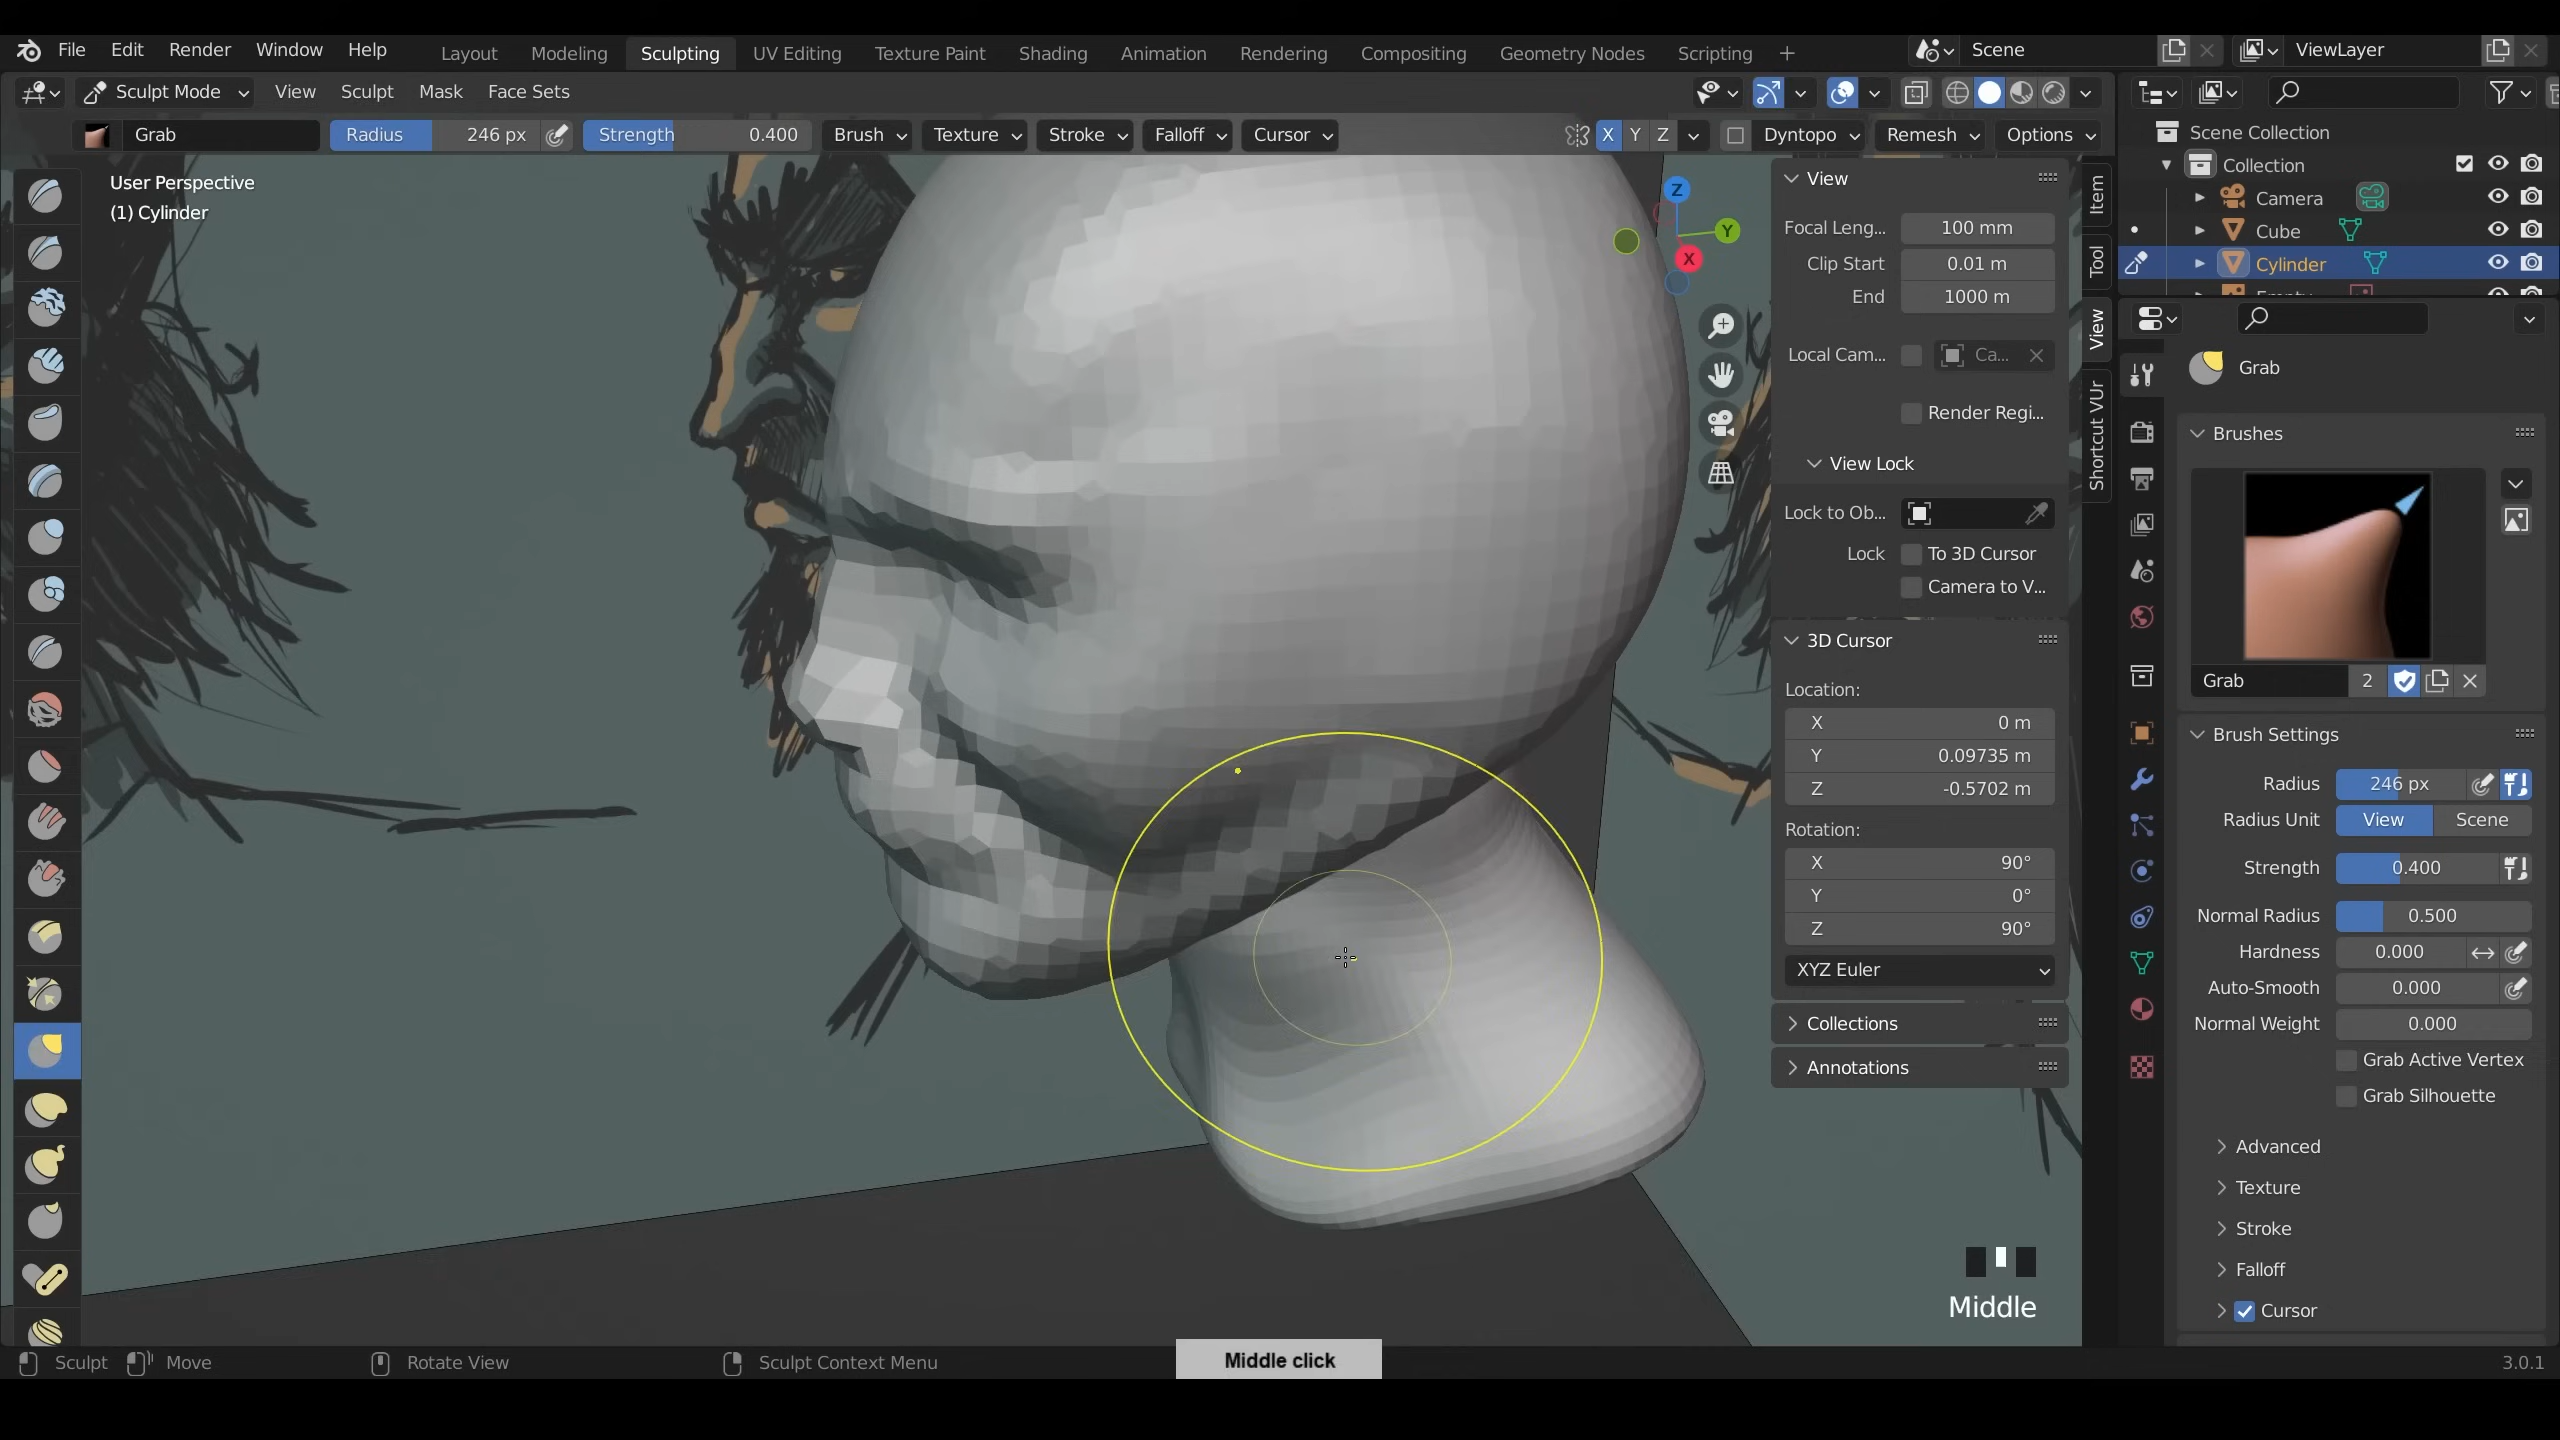 File Edit Render Window Help
Layout Modeling Sculpting UV Editing Texture Paint Shading Animation Rendering Compositing Geometry Nodes Scripting +
Scene
ViewLayer
Sculpt Mode View Sculpt Mask Face Sets
Grab Radius 246 px Strength 0.400 Brush Texture Stroke Falloff Cursor
X Y Z Dyntopo Remesh Options
User Perspective
(1) Cylinder
Z
Y
X
View
Focal Leng... 100 mm
Clip Start 0.01 m
End 1000 m
Local Cam... Ca...
Render Regi...
View Lock
Lock to Ob...
Lock To 3D Cursor
Camera to V...
3D Cursor
Location:
X 0 m
Y 0.09735 m
Z -0.5702 m
Rotation:
X 90°
Y 0°
Z 90°
XYZ Euler
Collections
Annotations
Item
Tool
View
Shortcut VUr
Scene Collection
Collection
Camera
Cube
Cylinder
Grab
Brushes
Grab 2
Brush Settings
Radius 246 px
Radius Unit View Scene
Strength 0.400
Normal Radius 0.500
Hardness 0.000
Auto-Smooth 0.000
Normal Weight 0.000
Grab Active Vertex
Grab Silhouette
Advanced
Texture
Stroke
Falloff
Cursor
Middle
Sculpt Move Rotate View Sculpt Context Menu
Middle click
3.0.1